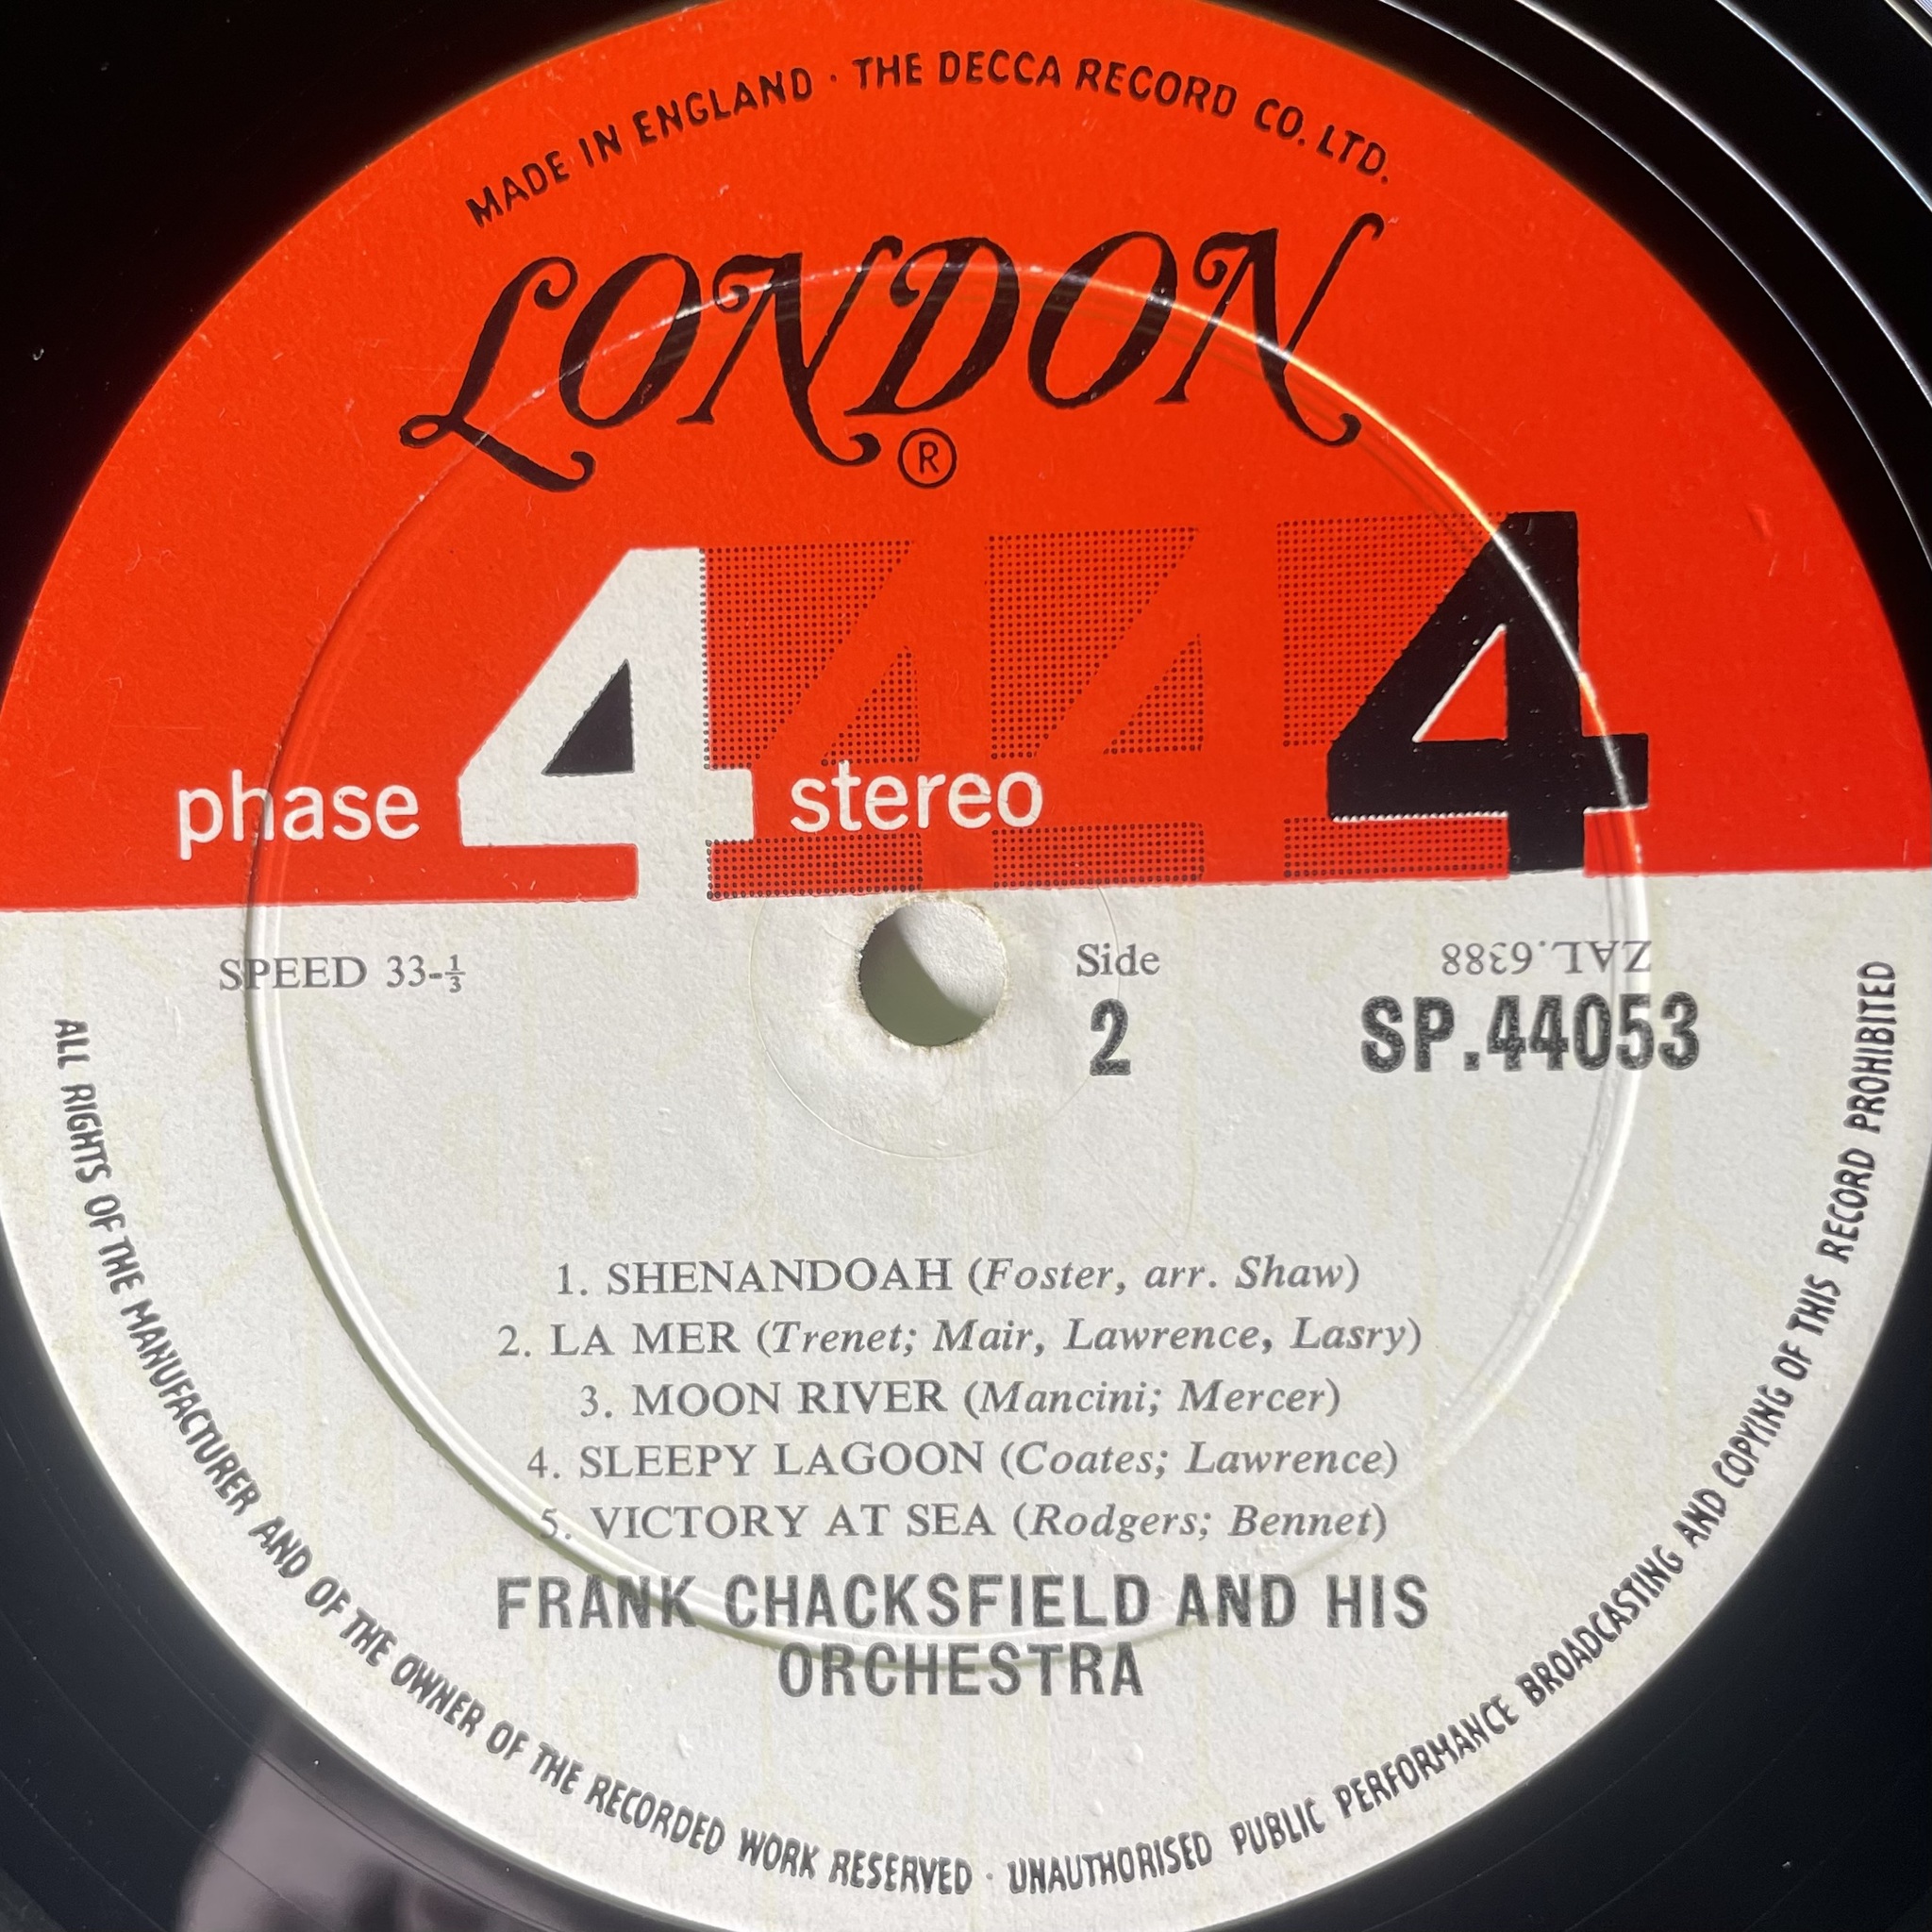 MADE IN ENGLAND · THE DECCA RECORD CO. LTD.
LONDON
®
phase 4 stereo 4 4 4 4
SPEED 33-⅓
Side
2
ZAL.6388
SP.44053
1. SHENANDOAH (Foster, arr. Shaw)
2. LA MER (Trenet; Mair, Lawrence, Lasry)
3. MOON RIVER (Mancini; Mercer)
4. SLEEPY LAGOON (Coates; Lawrence)
5. VICTORY AT SEA (Rodgers; Bennet)
FRANK CHACKSFIELD AND HIS
ORCHESTRA
ALL RIGHTS OF THE MANUFACTURER AND OF THE OWNER OF THE RECORDED WORK RESERVED · UNAUTHORISED PUBLIC PERFORMANCE BROADCASTING AND COPYING OF THIS RECORD PROHIBITED